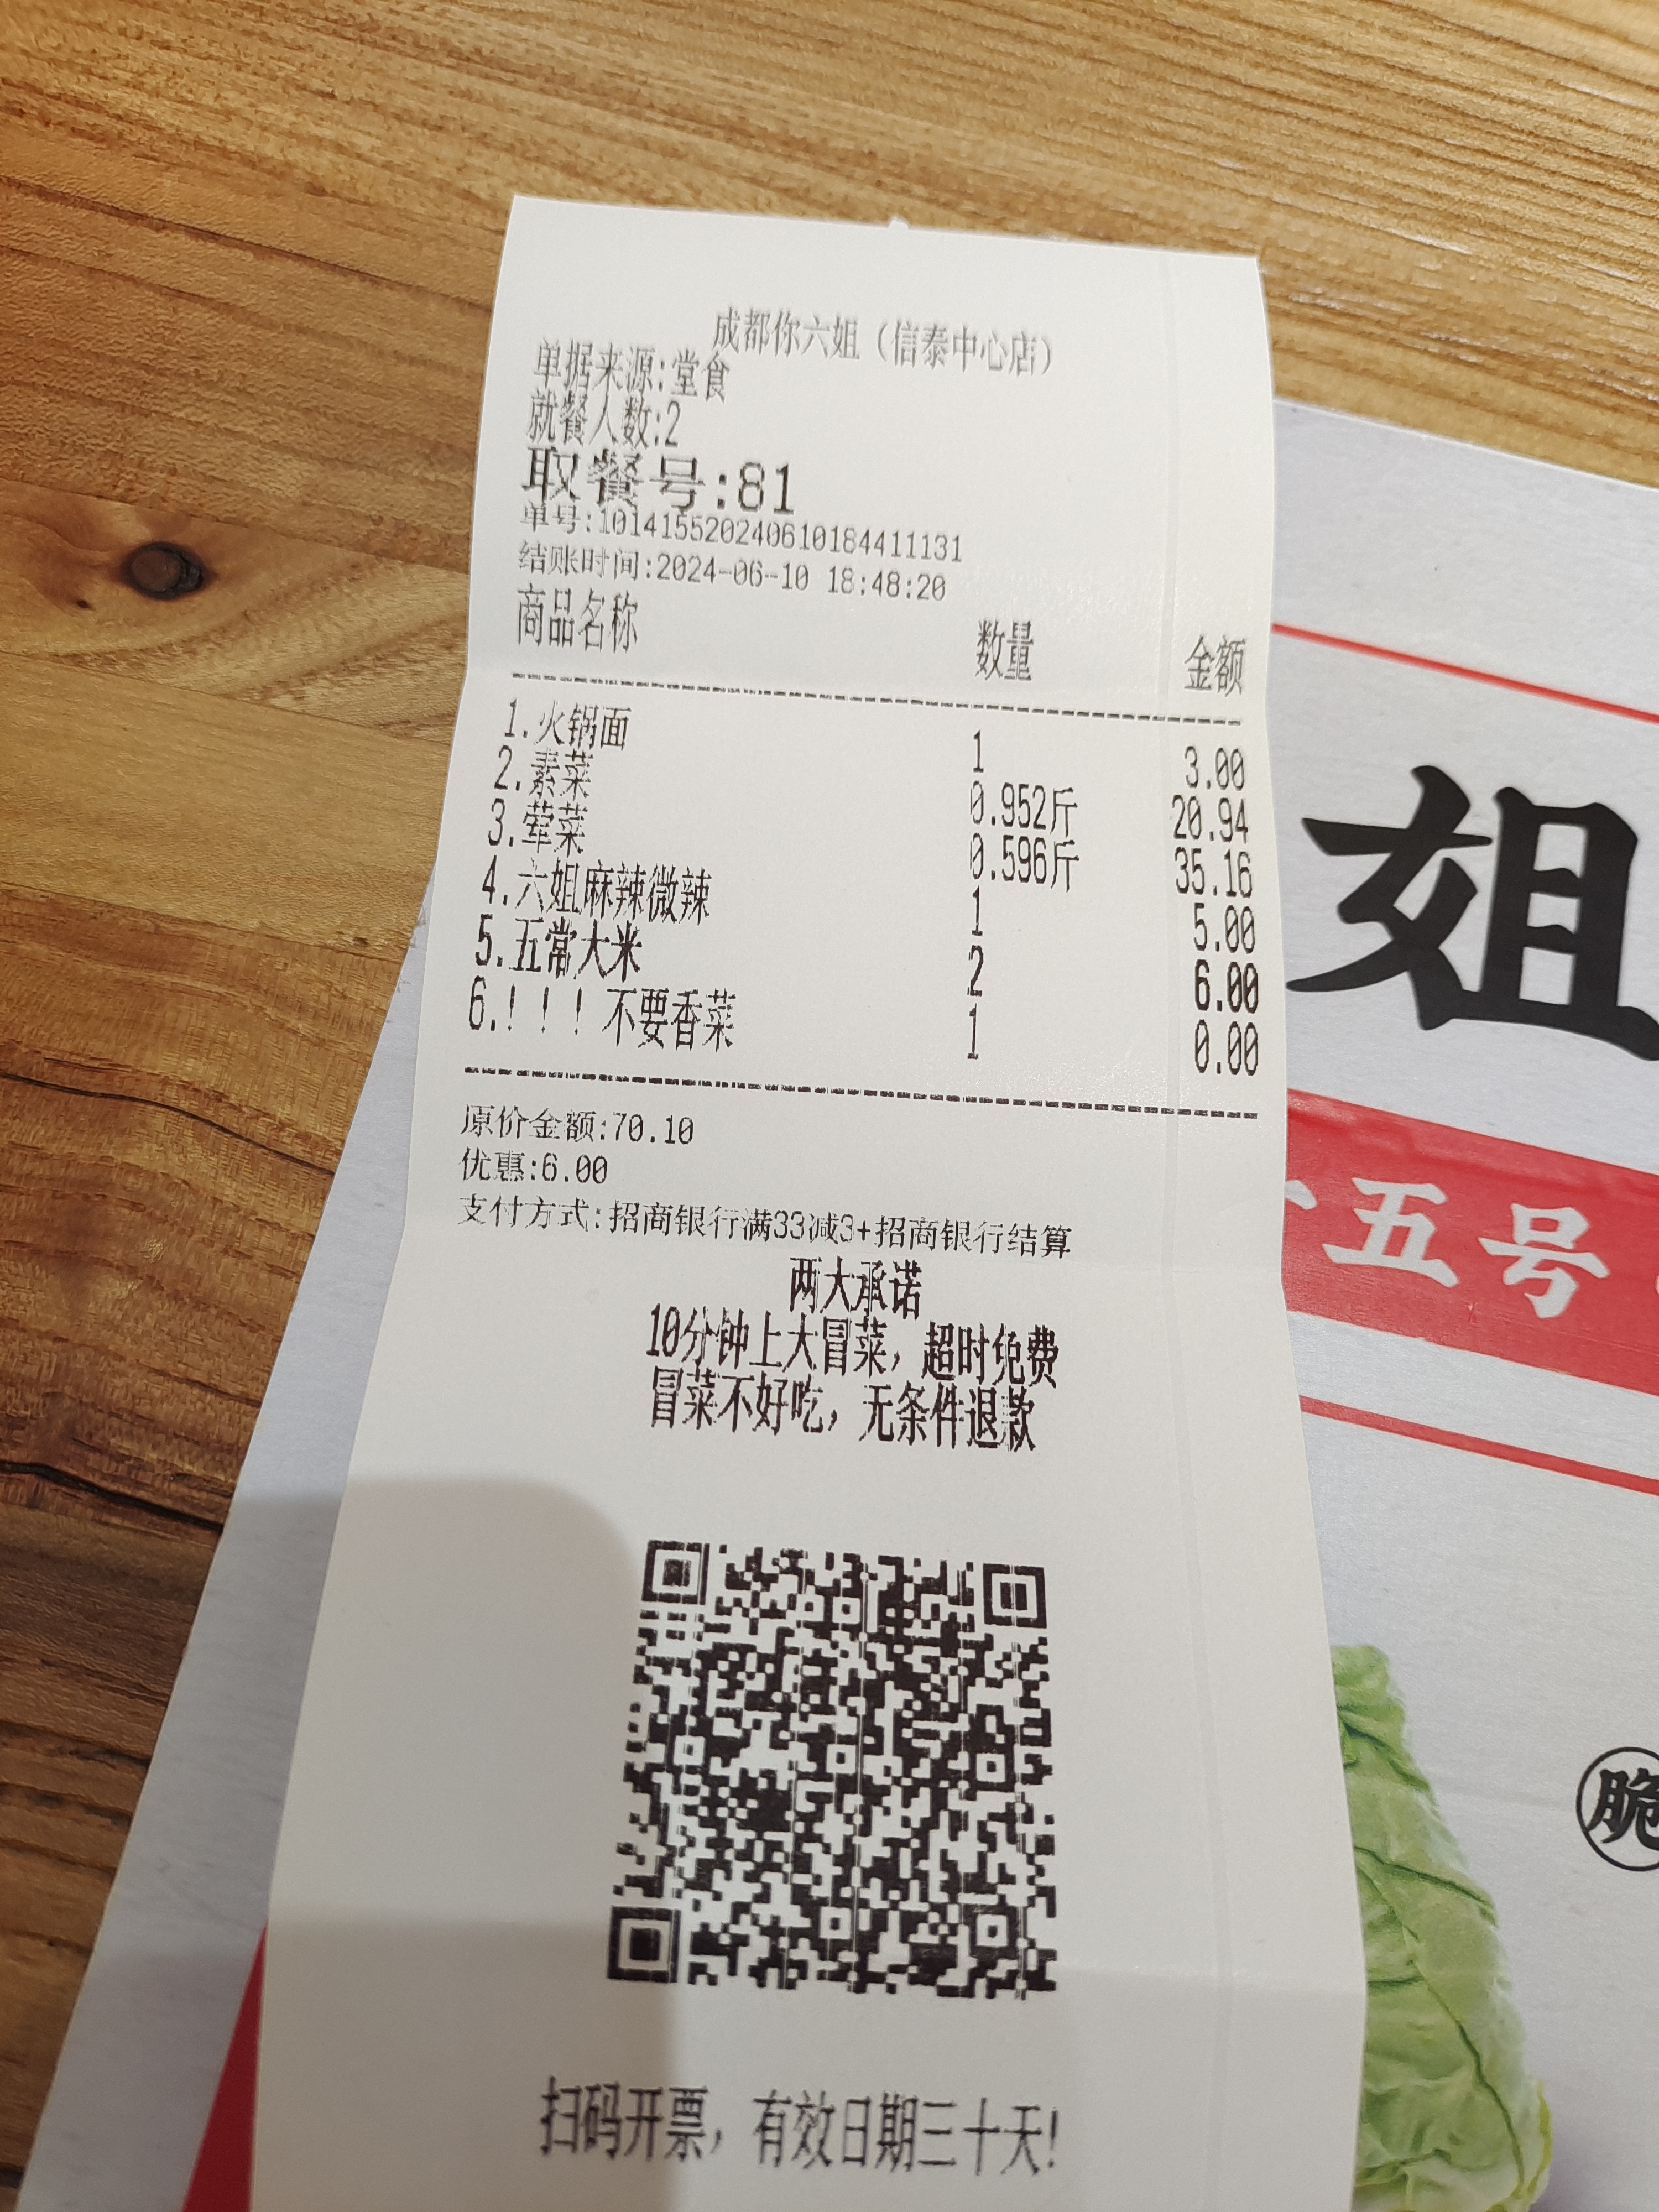 成都你六姐（信泰中心店）
单据来源:堂食
就餐人数:2
取餐号:81
单号:101415520240610184411131
结账时间:2024-06-10 18:48:20
商品名称 数量 金额
1.火锅面 1 3.00
2.素菜 0.952斤 20.94
3.荤菜 0.596斤 35.16
4.六姐麻辣微辣 1 5.00
5.五常大米 2 6.00
6.！！！不要香菜 1 0.00
原价金额:70.10
优惠:6.00
支付方式:招商银行满33减3+招商银行结算
两大承诺
10分钟上大冒菜，超时免费
冒菜不好吃，无条件退款
扫码开票，有效日期三十天!
姐
五号
脆